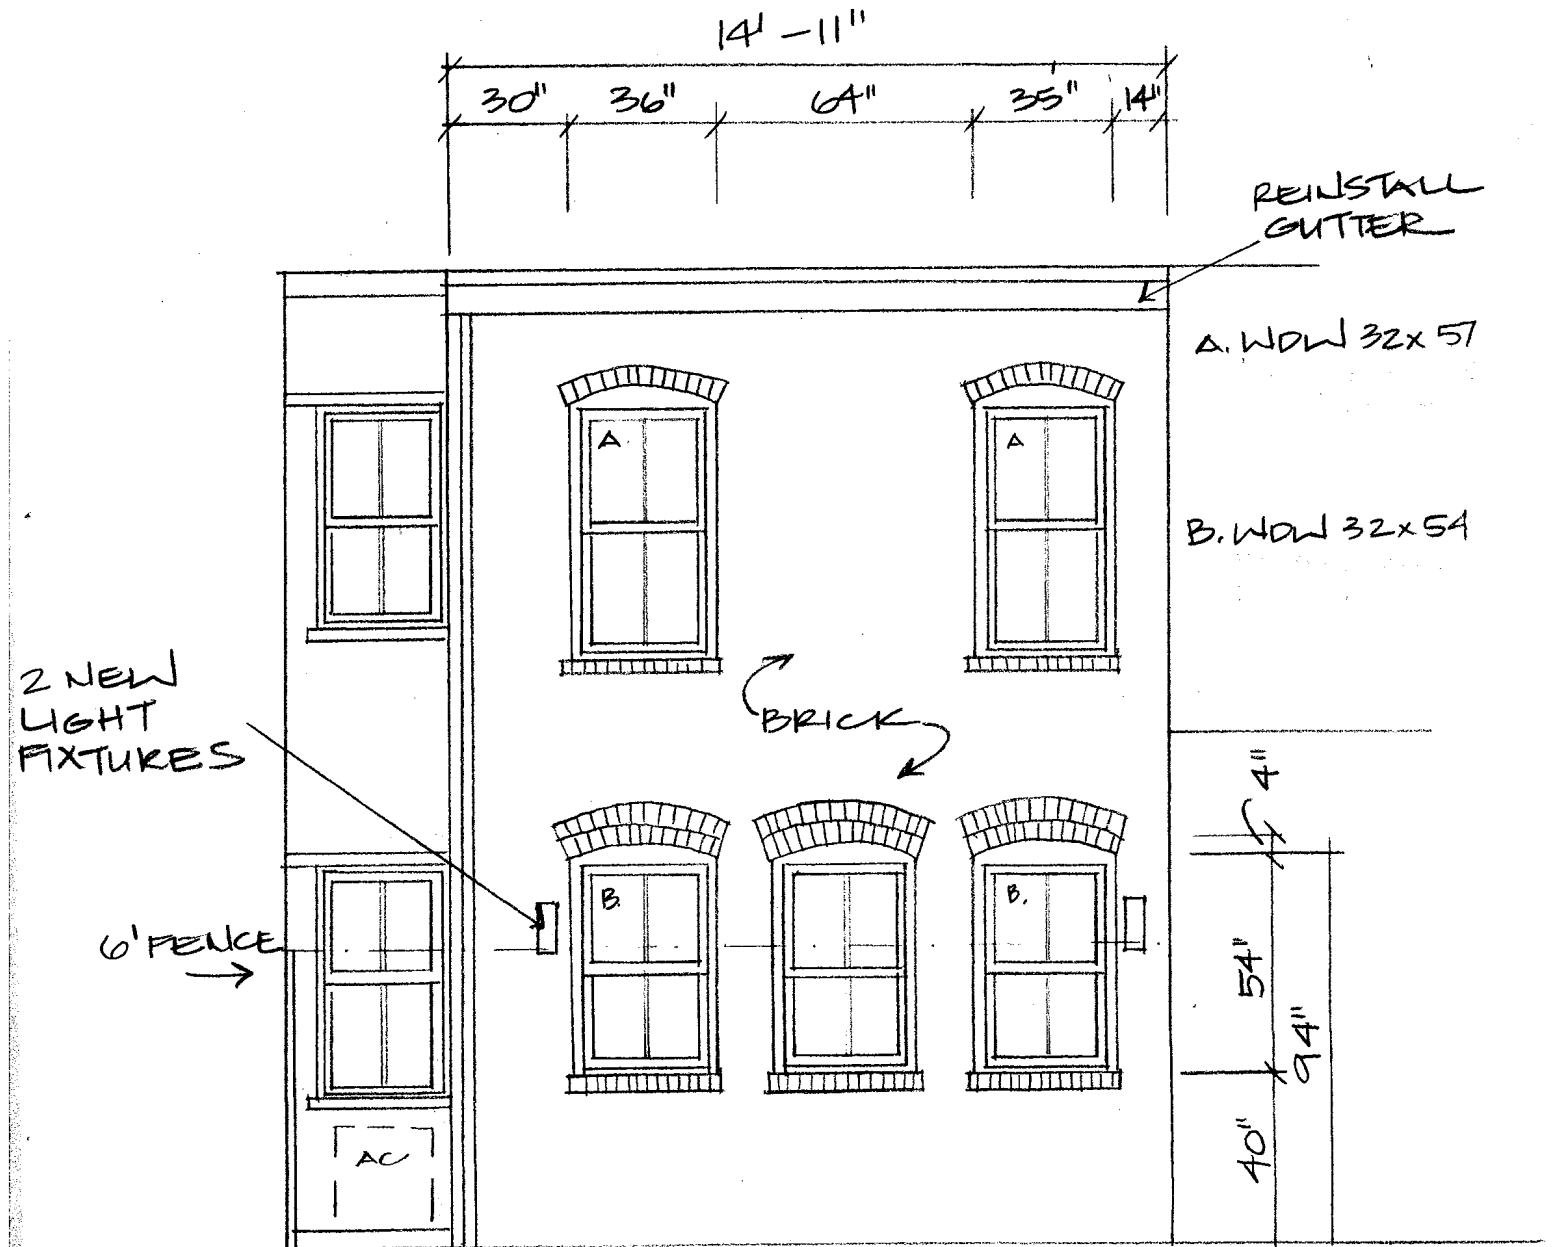 14'-11"
30" 36" 64" 35" 14"
REINSTALL
GUTTER
A. WDW 32x57
A
A
B. WDW 32x54
2 NEW
LIGHT
FIXTURES
BRICK
4"
B.
B.
6' FENCE
54"
94"
AC
40"